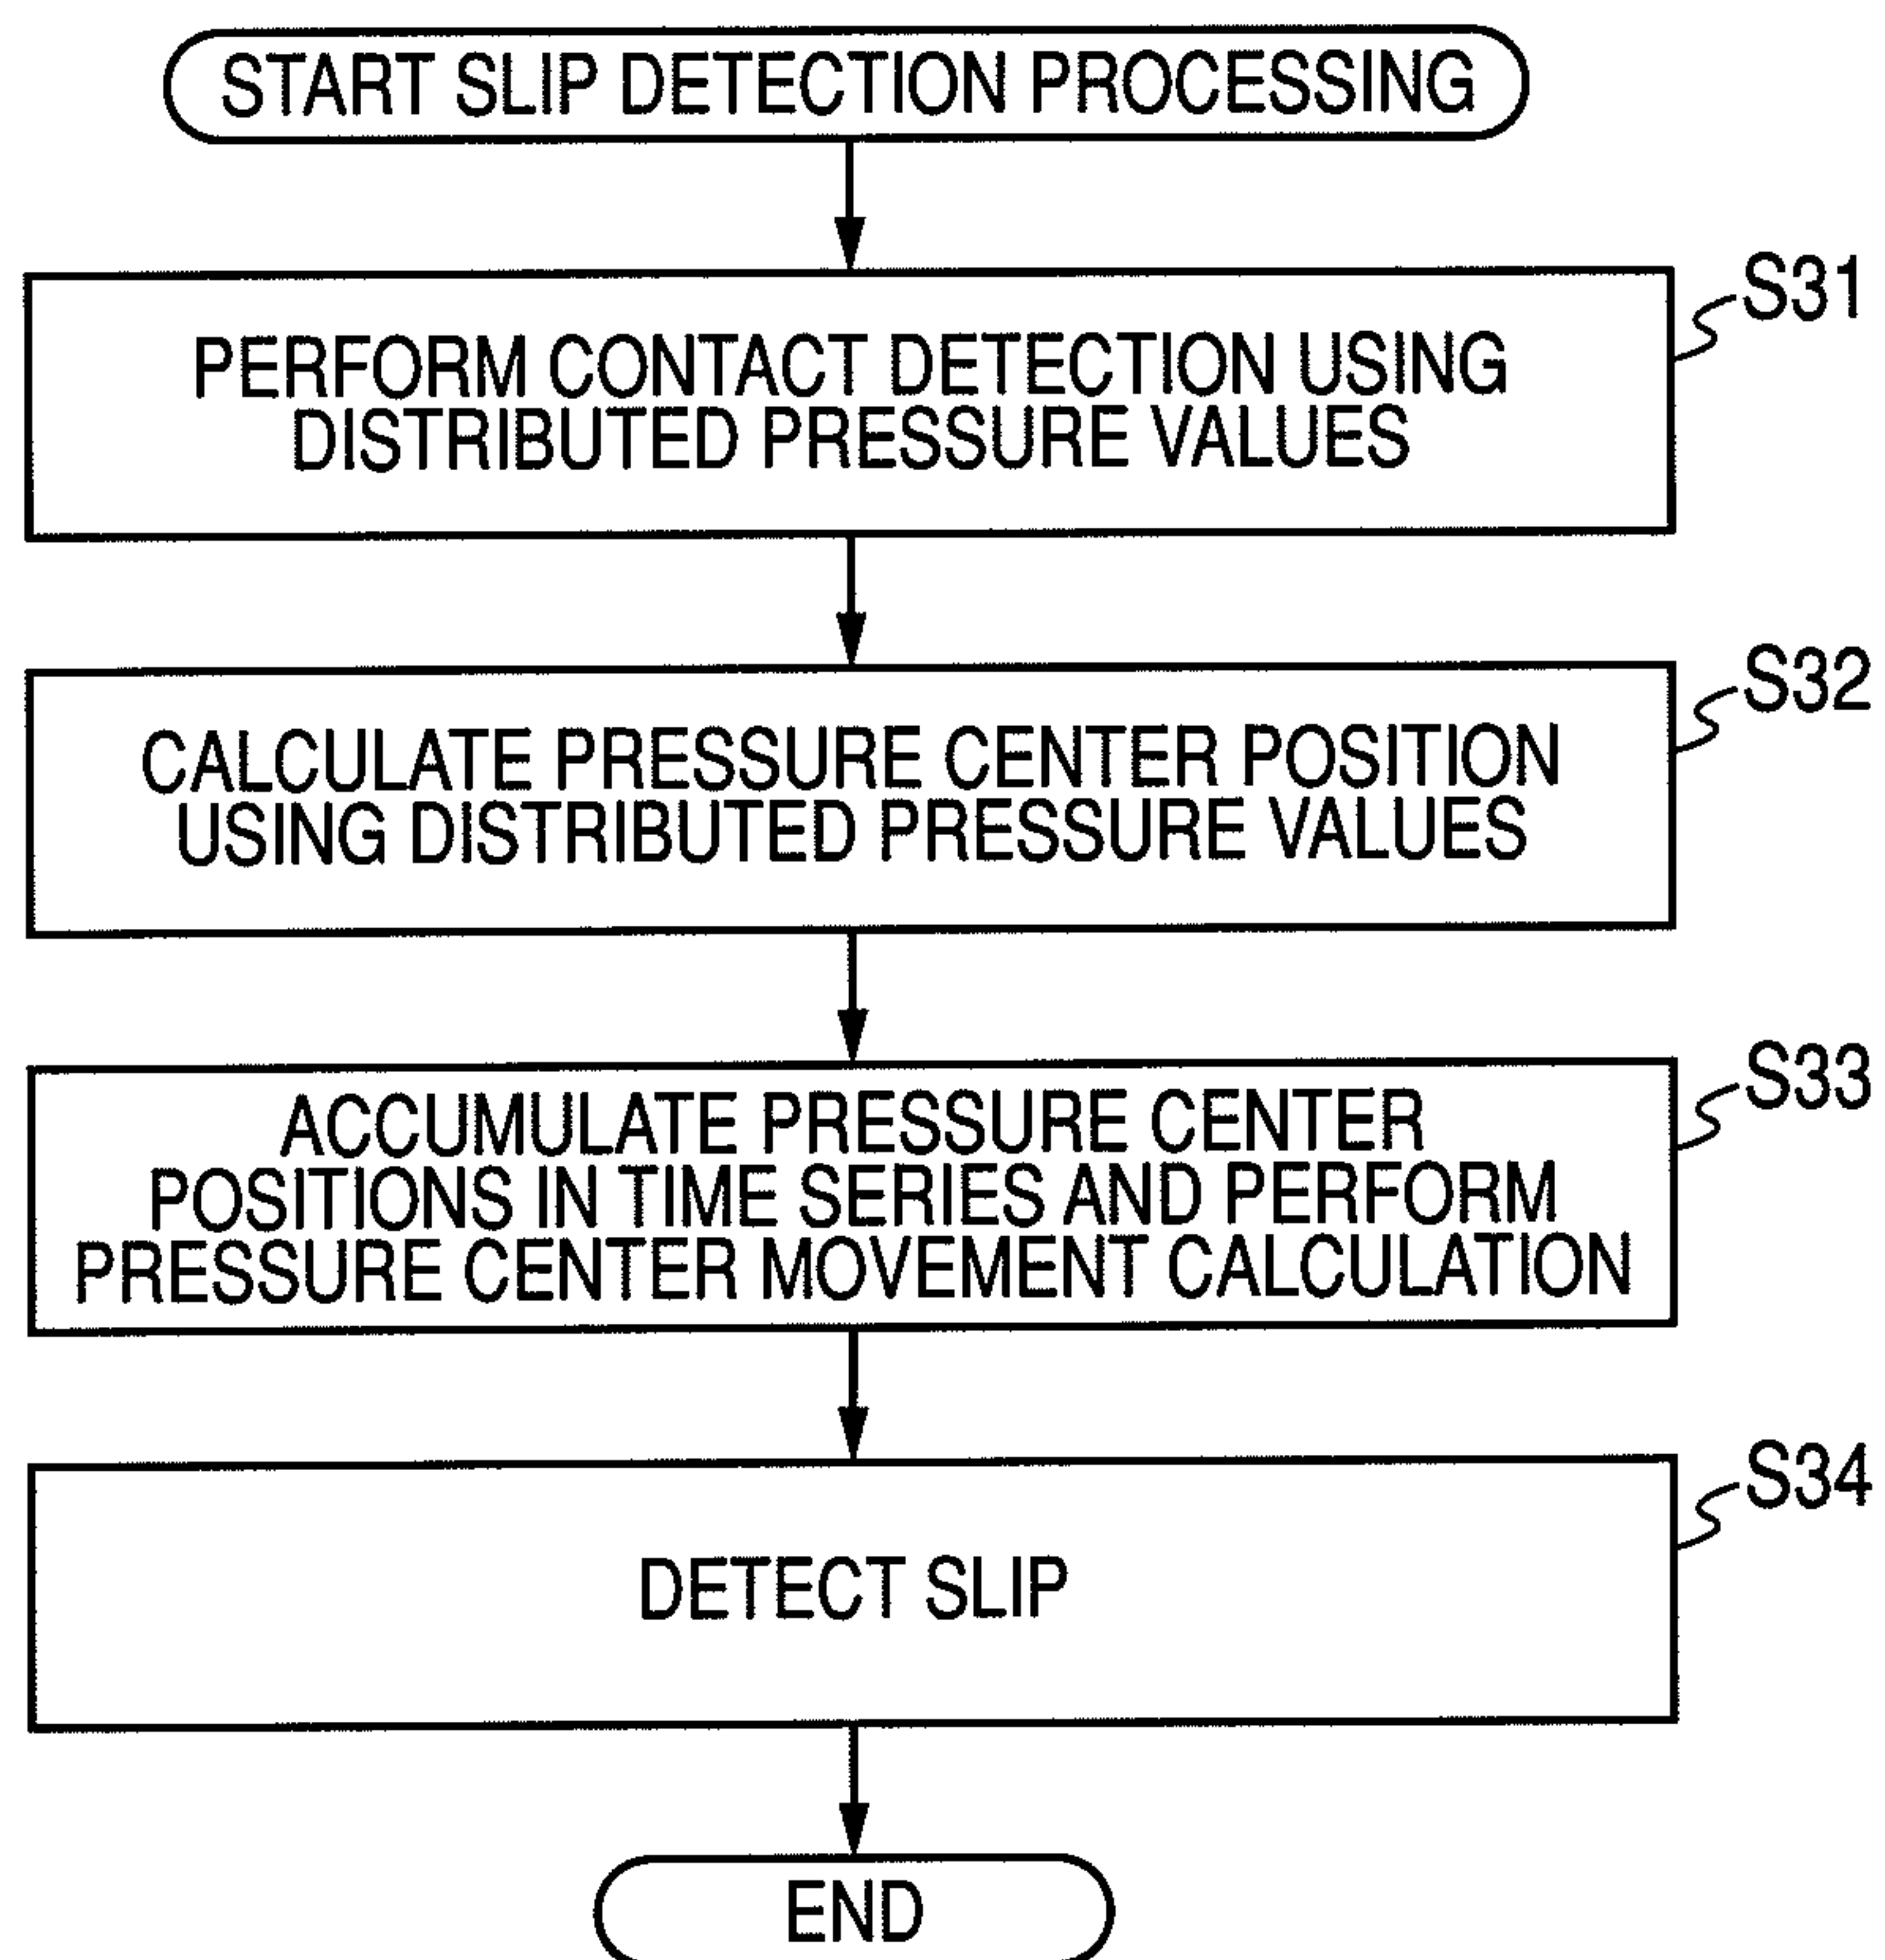 START SLIP DETECTION PROCESSING
S31
PERFORM CONTACT DETECTION USING
DISTRIBUTED PRESSURE VALUES
S32
CALCULATE PRESSURE CENTER POSITION
USING DISTRIBUTED PRESSURE VALUES
S33
ACCUMULATE PRESSURE CENTER
POSITIONS IN TIME SERIES AND PERFORM
PRESSURE CENTER MOVEMENT CALCULATION
S34
DETECT SLIP
END